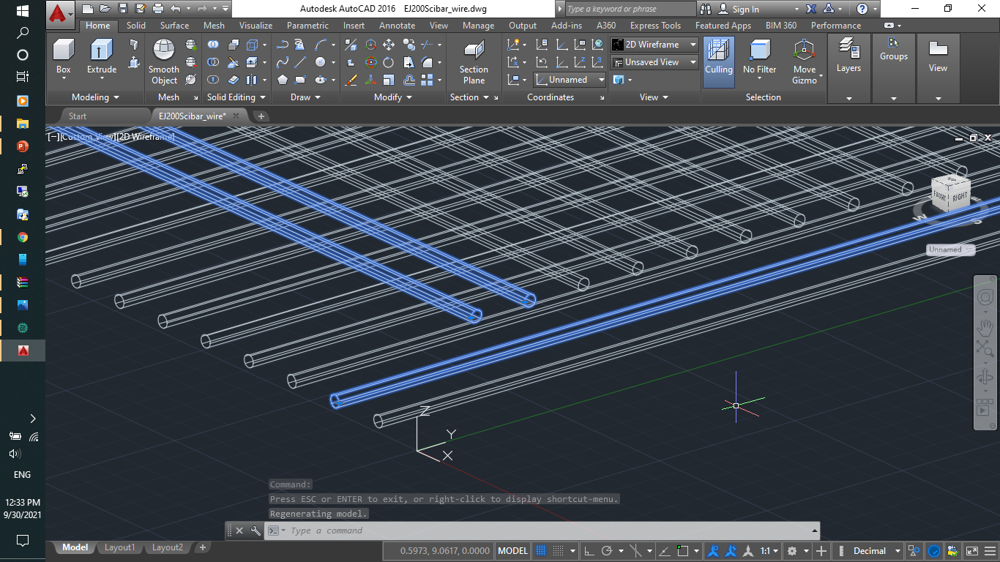 Autodesk AutoCAD 2016 EJ200Scibar_wire.dwg
Type a keyword or phrase
Sign In
Home Solid Surface Mesh Visualize Parametric Insert Annotate View Manage Output Add-ins A360 Express Tools Featured Apps BIM 360 Performance
Box
Extrude
Smooth
Object
Section
Plane
Unnamed
2D Wireframe
Unsaved View
Culling
No Filter
Move
Gizmo
Layers
Groups
View
Modeling
Mesh
Solid Editing
Draw
Modify
Section
Coordinates
View
Selection
Start
EJ200Scibar_wire*
[−][Custom View][2D Wireframe]
UP
FRONT
RIGHT
W
E
S
Unnamed
Z
Y
X
Command:
Press ESC or ENTER to exit, or right-click to display shortcut-menu.
Regenerating model.
Type a command
Model
Layout1
Layout2
0.5973, 9.0617, 0.0000
MODEL
1:1
Decimal
ENG
12:33 PM
9/30/2021